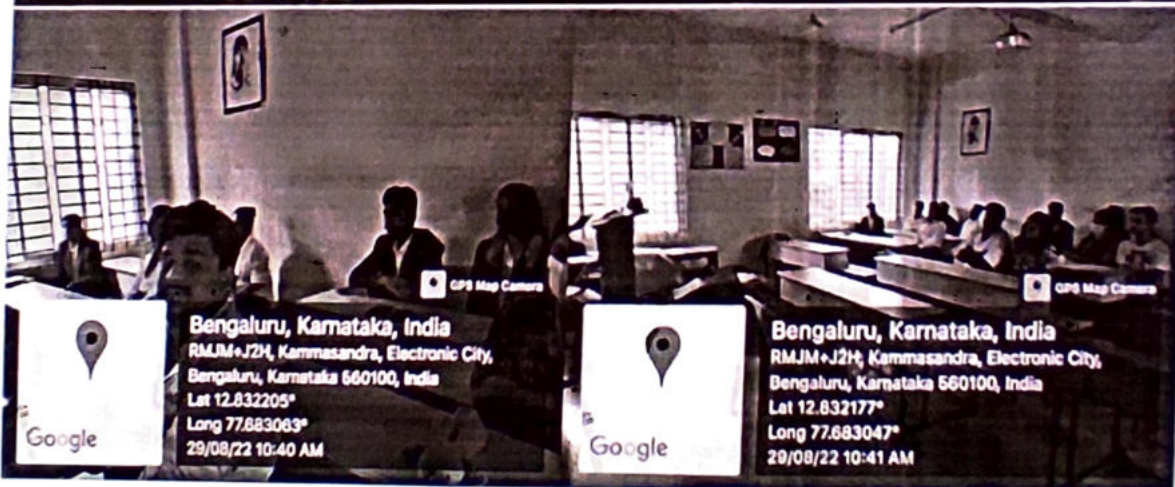 GPS Map Camera
Bengaluru, Karnataka, India
RMJM+J2H, Kammasandra, Electronic City,
Bengaluru, Karnataka 560100, India
Lat 12.832205°
Long 77.683063°
29/08/22 10:40 AM
Google
GPS Map Camera
Bengaluru, Karnataka, India
RMJM+J2H, Kammasandra, Electronic City,
Bengaluru, Karnataka 560100, India
Lat 12.832177°
Long 77.683047°
29/08/22 10:41 AM
Google